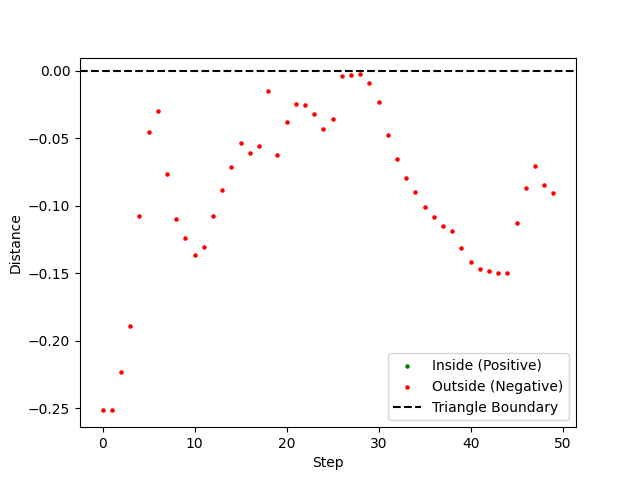 0.00
−0.05
−0.10
−0.15
−0.20
−0.25
Distance
0 10 20 30 40 50
Step
Inside (Positive)
Outside (Negative)
Triangle Boundary